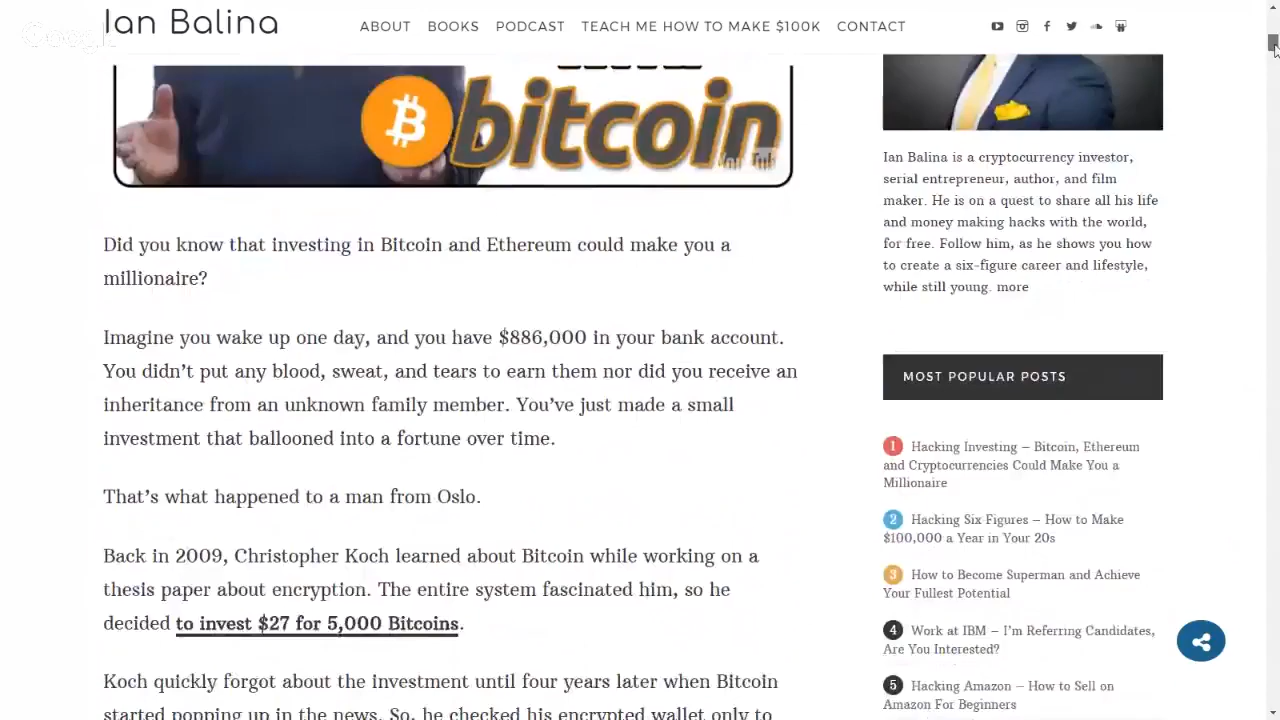 Ian Balina
ABOUT BOOKS PODCAST TEACH ME HOW TO MAKE $100K CONTACT
Google
bitcoin
YouTube
Did you know that investing in Bitcoin and Ethereum could make you a
millionaire?
Imagine you wake up one day, and you have $886,000 in your bank account.
You didn’t put any blood, sweat, and tears to earn them nor did you receive an
inheritance from an unknown family member. You’ve just made a small
investment that ballooned into a fortune over time.
That’s what happened to a man from Oslo.
Back in 2009, Christopher Koch learned about Bitcoin while working on a
thesis paper about encryption. The entire system fascinated him, so he
decided to invest $27 for 5,000 Bitcoins.
Koch quickly forgot about the investment until four years later when Bitcoin
started popping up in the news. So, he checked his encrypted wallet only to
Ian Balina is a cryptocurrency investor,
serial entrepreneur, author, and film
maker. He is on a quest to share all his life
and money making hacks with the world,
for free. Follow him, as he shows you how
to create a six-figure career and lifestyle,
while still young. more
MOST POPULAR POSTS
1 Hacking Investing – Bitcoin, Ethereum
and Cryptocurrencies Could Make You a
Millionaire
2 Hacking Six Figures – How to Make
$100,000 a Year in Your 20s
3 How to Become Superman and Achieve
Your Fullest Potential
4 Work at IBM – I’m Referring Candidates,
Are You Interested?
5 Hacking Amazon – How to Sell on
Amazon For Beginners